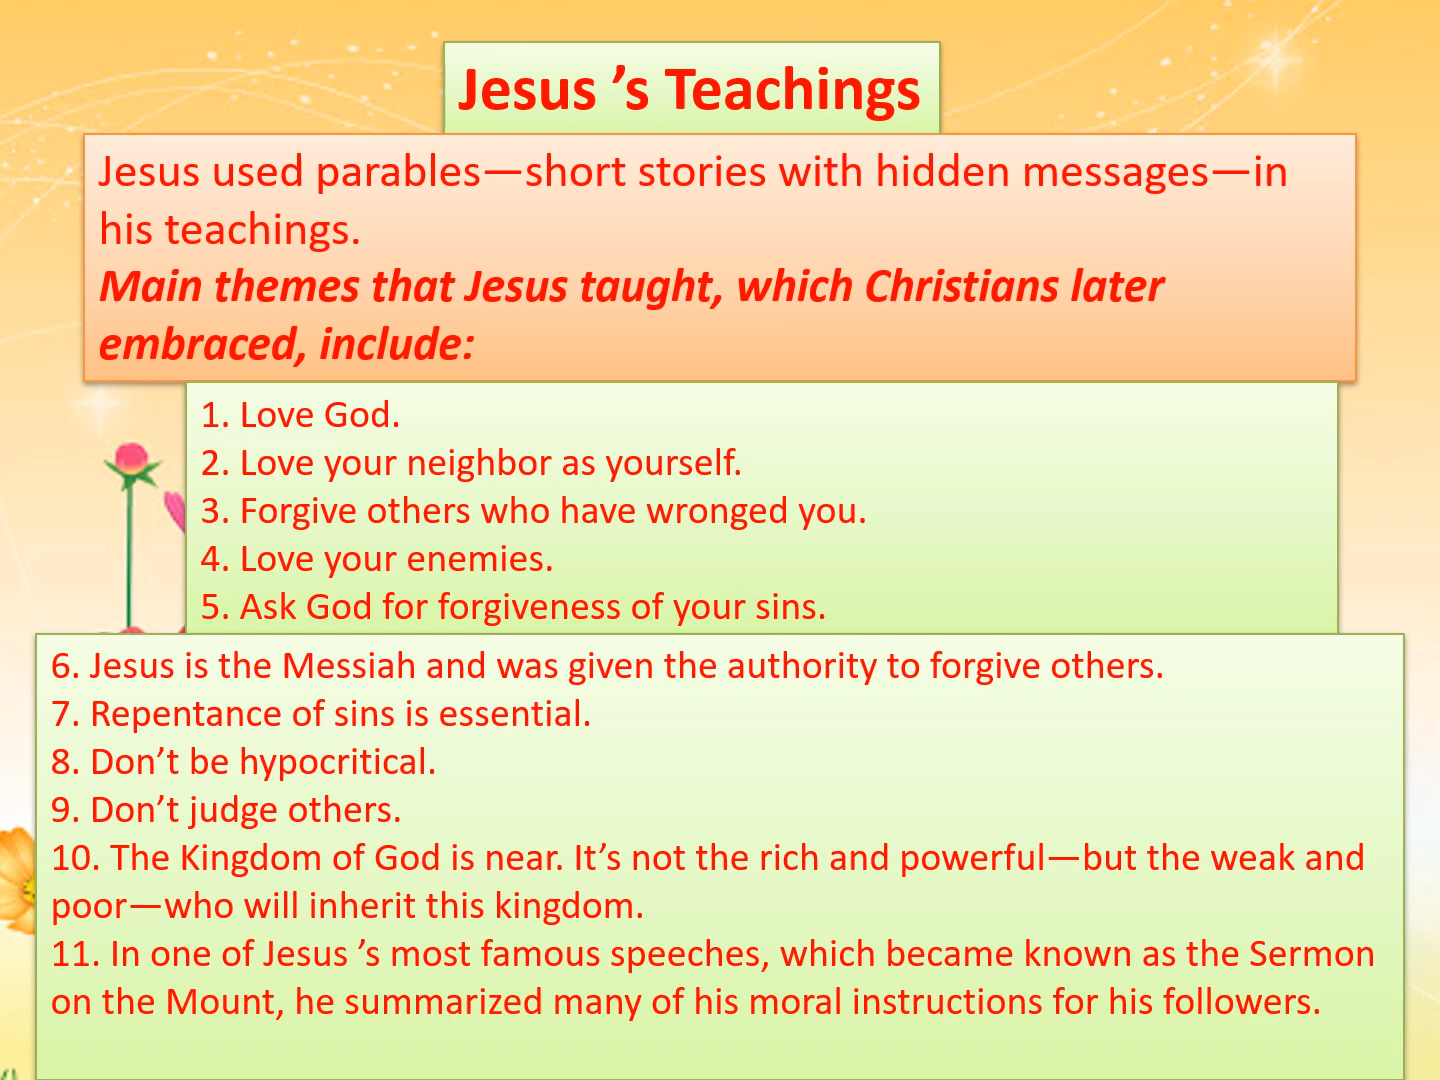 Jesus ’s Teachings
Jesus used parables—short stories with hidden messages—in
his teachings.
Main themes that Jesus taught, which Christians later
embraced, include:
1. Love God.
2. Love your neighbor as yourself.
3. Forgive others who have wronged you.
4. Love your enemies.
5. Ask God for forgiveness of your sins.
6. Jesus is the Messiah and was given the authority to forgive others.
7. Repentance of sins is essential.
8. Don’t be hypocritical.
9. Don’t judge others.
10. The Kingdom of God is near. It’s not the rich and powerful—but the weak and
poor—who will inherit this kingdom.
11. In one of Jesus ’s most famous speeches, which became known as the Sermon
on the Mount, he summarized many of his moral instructions for his followers.